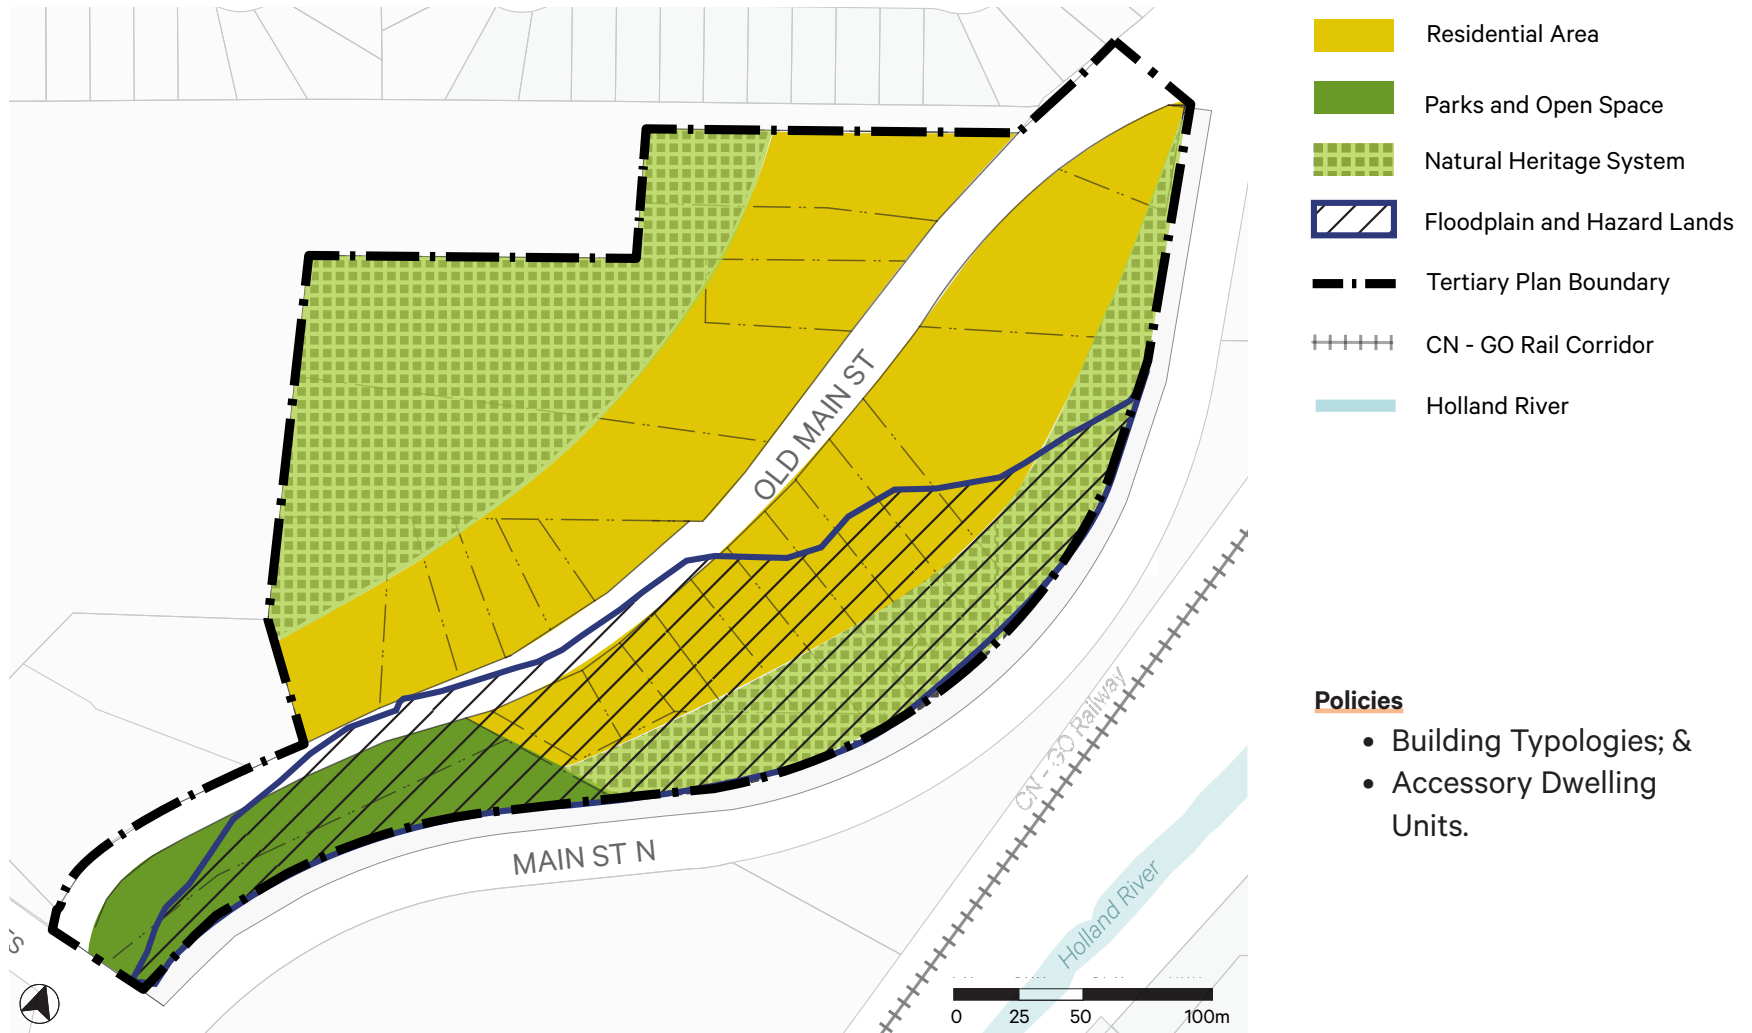 Residential Area
Parks and Open Space
Natural Heritage System
Floodplain and Hazard Lands
Tertiary Plan Boundary
CN - GO Rail Corridor
Holland River
OLD MAIN ST
MAIN ST N
CN - GO Railway
Holland River
0 25 50 100m
Policies
• Building Typologies; &
• Accessory Dwelling
Units.